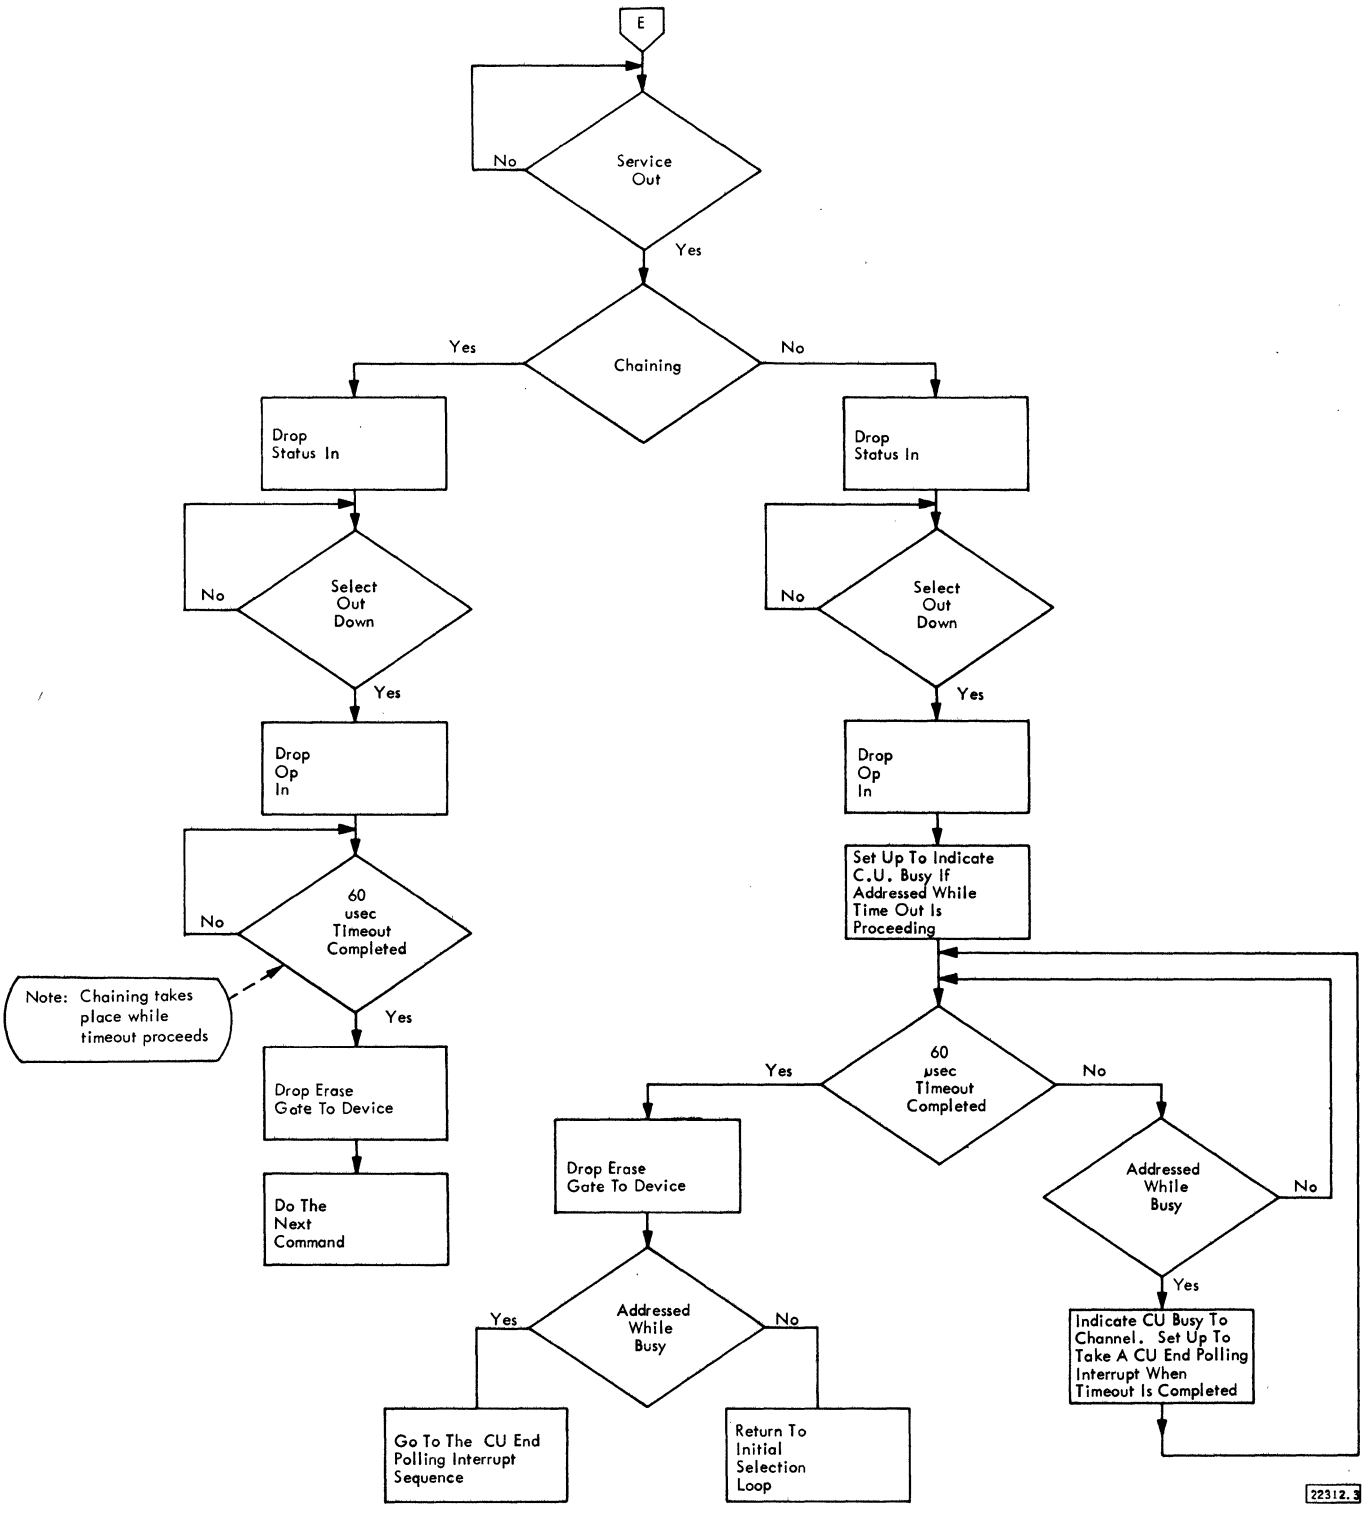 E
Service
Out
No
Yes
Chaining
Yes
No
Drop
Status In
Drop
Status In
Select
Out
Down
No
Yes
Select
Out
Down
No
Yes
Drop
Op
In
Drop
Op
In
Set Up To Indicate
C.U. Busy If
Addressed While
Time Out Is
Proceeding
60
usec
Timeout
Completed
No
Yes
Note: Chaining takes
place while
timeout proceeds
Drop Erase
Gate To Device
Do The
Next
Command
60
µsec
Timeout
Completed
Yes
No
Drop Erase
Gate To Device
Addressed
While
Busy
No
Yes
Addressed
While
Busy
Yes
No
Indicate CU Busy To
Channel. Set Up To
Take A CU End Polling
Interrupt When
Timeout Is Completed
Go To The CU End
Polling Interrupt
Sequence
Return To
Initial
Selection
Loop
22312.3